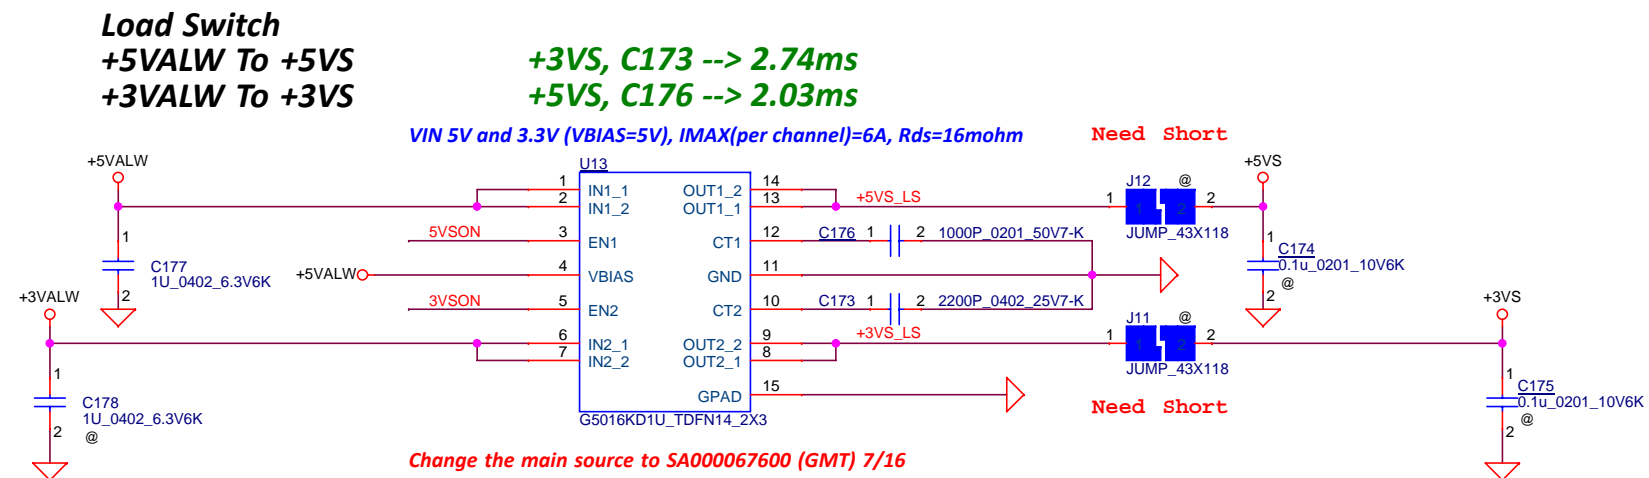 Load Switch
+5VALW To +5VS
+3VALW To +3VS
+3VS, C173 --> 2.74ms
+5VS, C176 --> 2.03ms
VIN 5V and 3.3V (VBIAS=5V), IMAX(per channel)=6A, Rds=16mohm
Need Short
+5VALW
U13
+5VS
1 IN1_1 OUT1_2 14
2 IN1_2 OUT1_1 13
+5VS_LS
J12 @
1 1 2 2
JUMP_43X118
5VSON
3 EN1 CT1 12
C176 1 2 1000P_0201_50V7-K
1
C177
1U_0402_6.3V6K
2
+5VALW
4 VBIAS GND 11
1
C174
0.1u_0201_10V6K
@
2
+3VALW
3VSON
5 EN2 CT2 10
C173 1 2 2200P_0402_25V7-K
+3VS
6 IN2_1 OUT2_2 9
7 IN2_2 OUT2_1 8
+3VS_LS
J11 @
1 1 2 2
JUMP_43X118
GPAD 15
1
C178
1U_0402_6.3V6K
@
2
1
C175
0.1u_0201_10V6K
@
2
Need Short
G5016KD1U_TDFN14_2X3
Change the main source to SA000067600 (GMT) 7/16